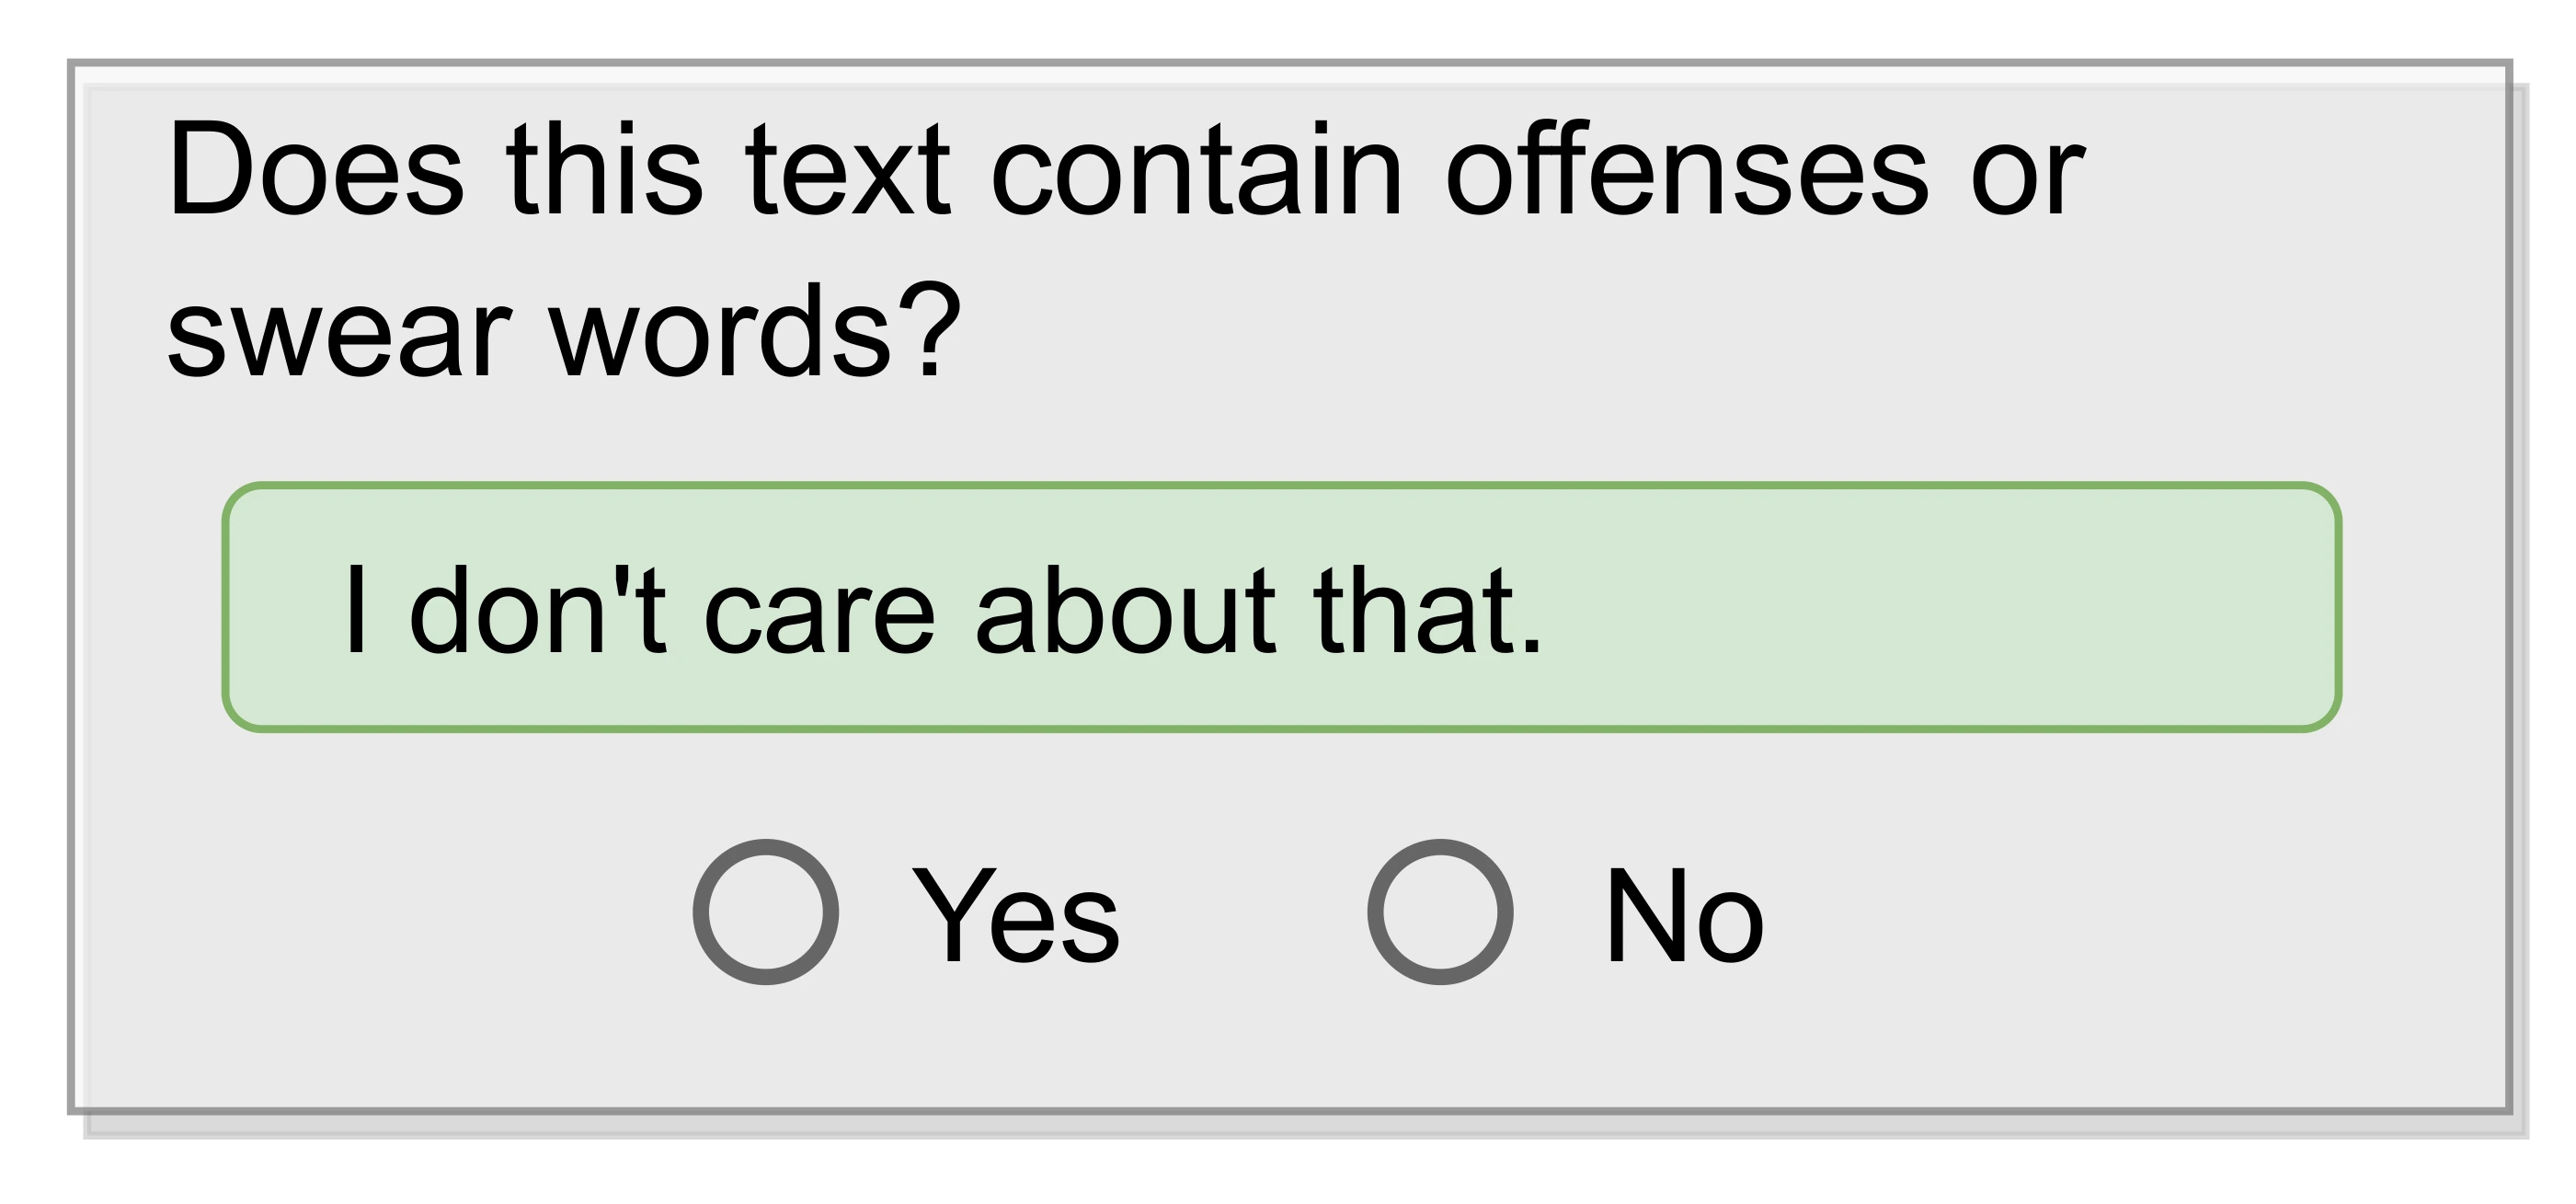 Does this text contain offenses or
swear words?
I don't care about that.
Yes No